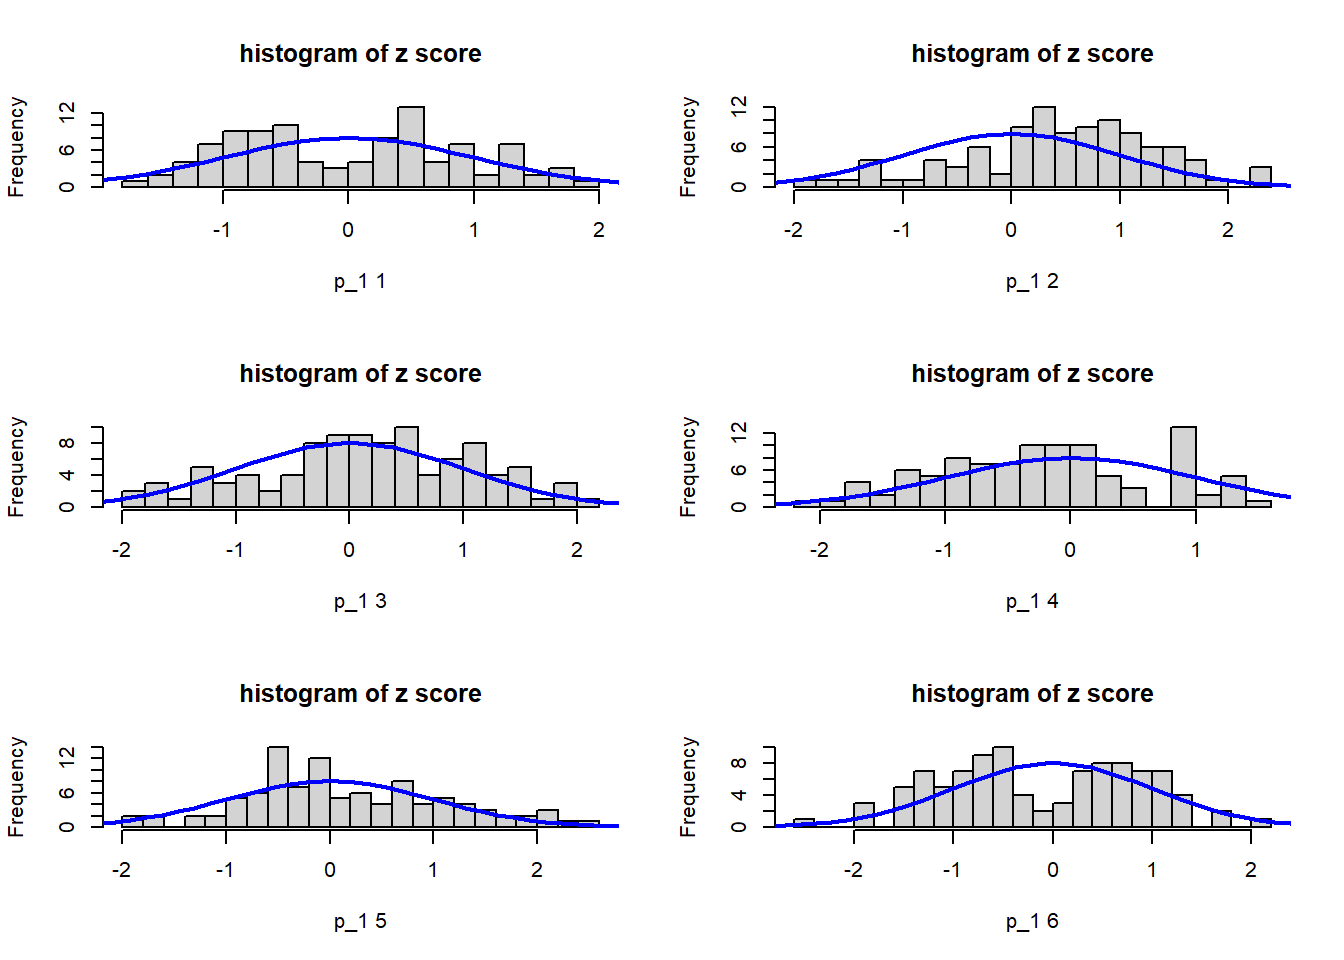 histogram of z score
Frequency
0 6 12
-1 0 1 2
p_1 1
histogram of z score
Frequency
0 6 12
-2 -1 0 1 2
p_1 2
histogram of z score
Frequency
0 4 8
-2 -1 0 1 2
p_1 3
histogram of z score
Frequency
0 6 12
-2 -1 0 1
p_1 4
histogram of z score
Frequency
0 6 12
-2 -1 0 1 2
p_1 5
histogram of z score
Frequency
0 4 8
-2 -1 0 1 2
p_1 6